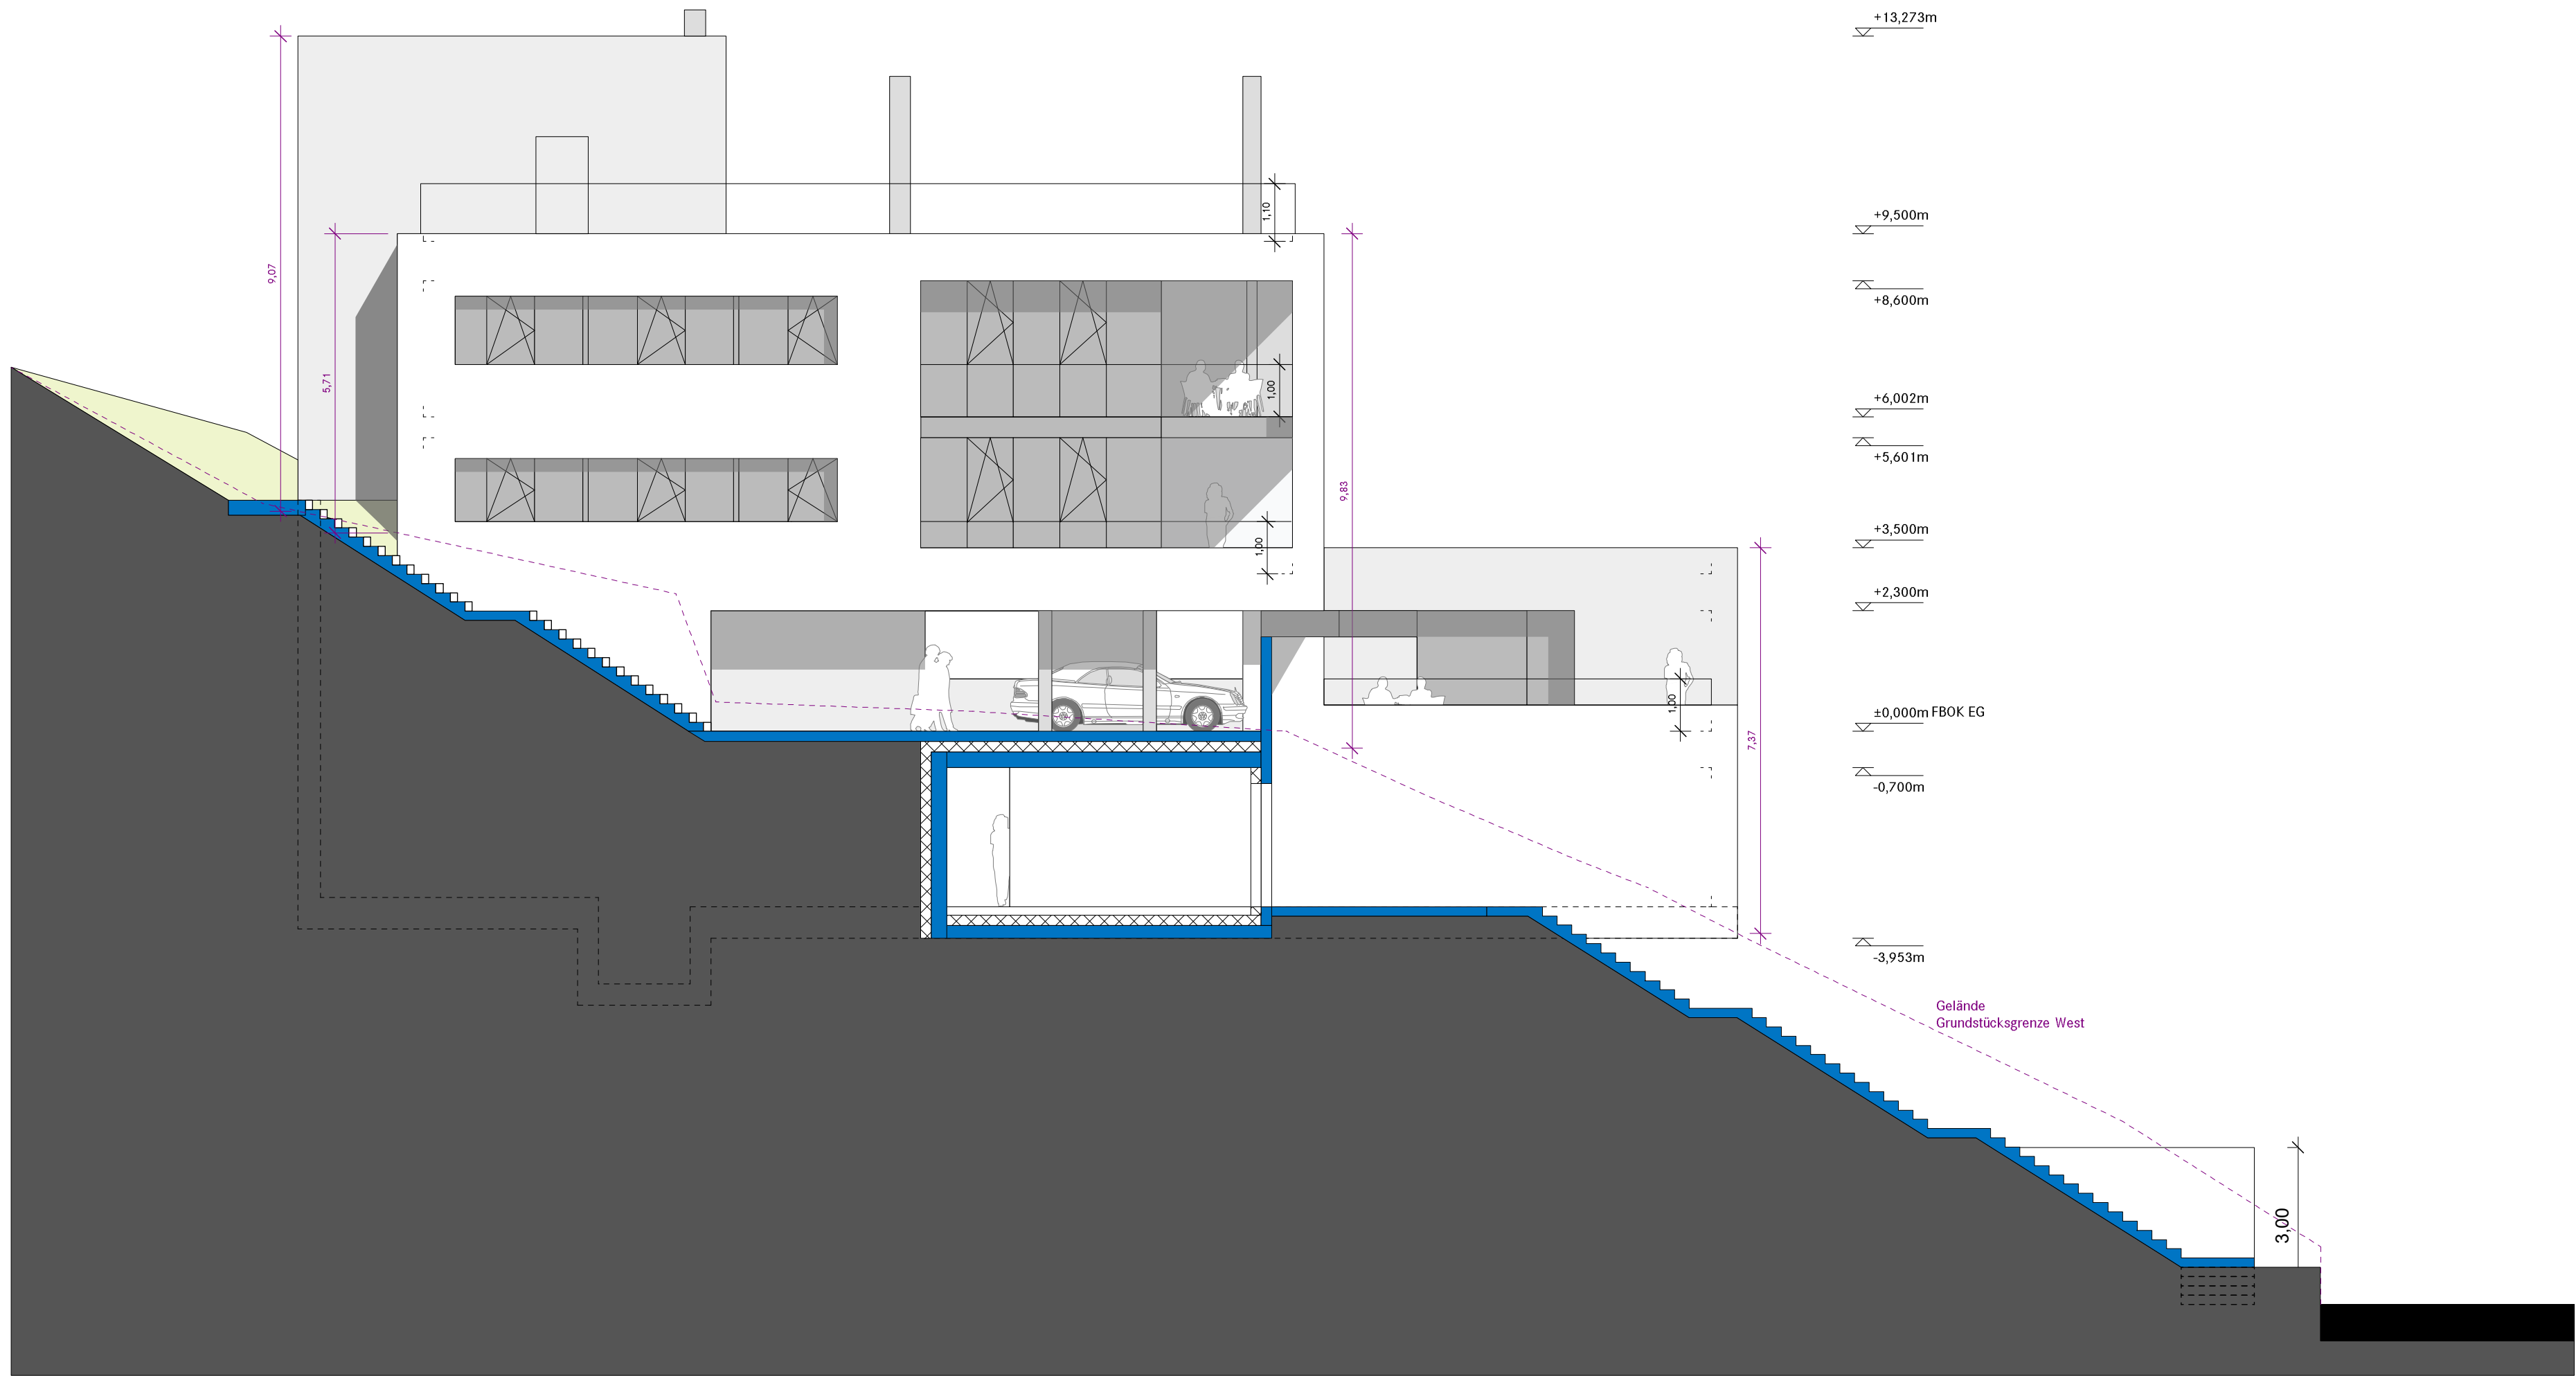 +13,273m
1,10
+9,500m
9,07
+8,600m
5,71
1,00
+6,002m
+5,601m
9,83
+3,500m
1,00
+2,300m
1,00
±0,000m FBOK EG
7,37
-0,700m
-3,953m
Gelände
Grundstücksgrenze West
3,00